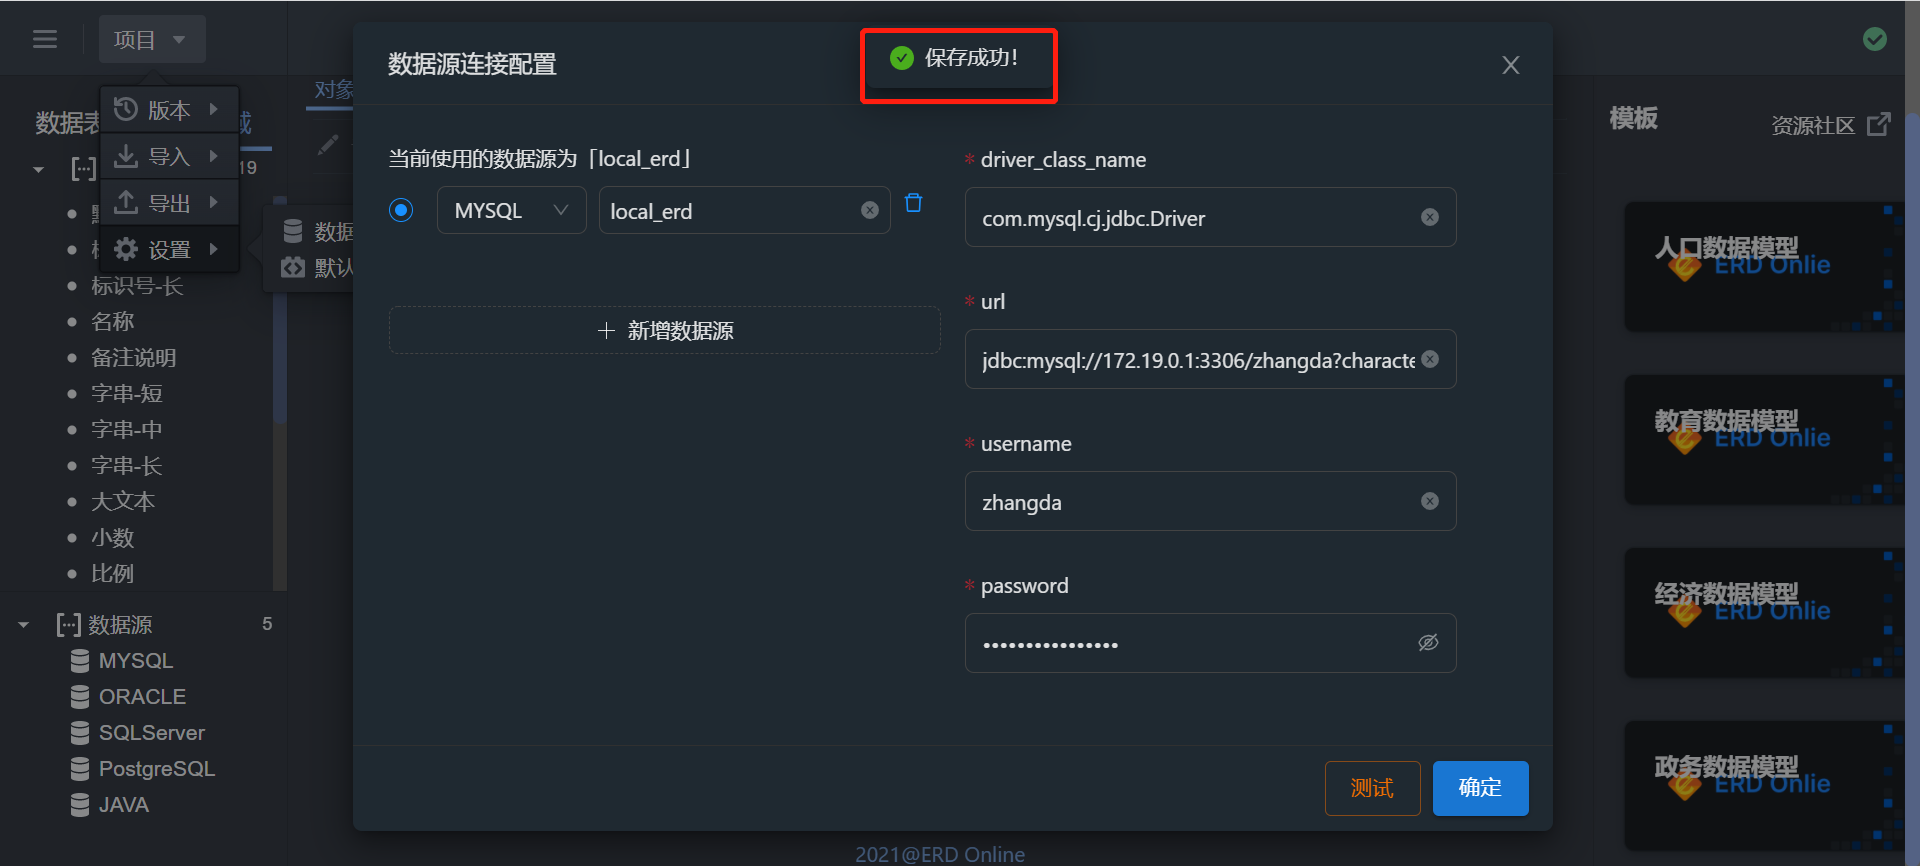 项目
版本
导入
导出
设置
数据表
域
19
对象
数据
默认
标识号-长
名称
备注说明
字串-短
字串-中
字串-长
大文本
小数
比例
数据源
5
MYSQL
ORACLE
SQLServer
PostgreSQL
JAVA
数据源连接配置
保存成功!
X
当前使用的数据源为「local_erd」
MYSQL
local_erd
+ 新增数据源
* driver_class_name
com.mysql.cj.jdbc.Driver
* url
jdbc:mysql://172.19.0.1:3306/zhangda?characte
* username
zhangda
* password
••••••••••••••••
测试
确定
模板
资源社区
人口数据模型
ERD Onlie
教育数据模型
ERD Onlie
经济数据模型
ERD Onlie
政务数据模型
ERD Onlie
2021@ERD Online